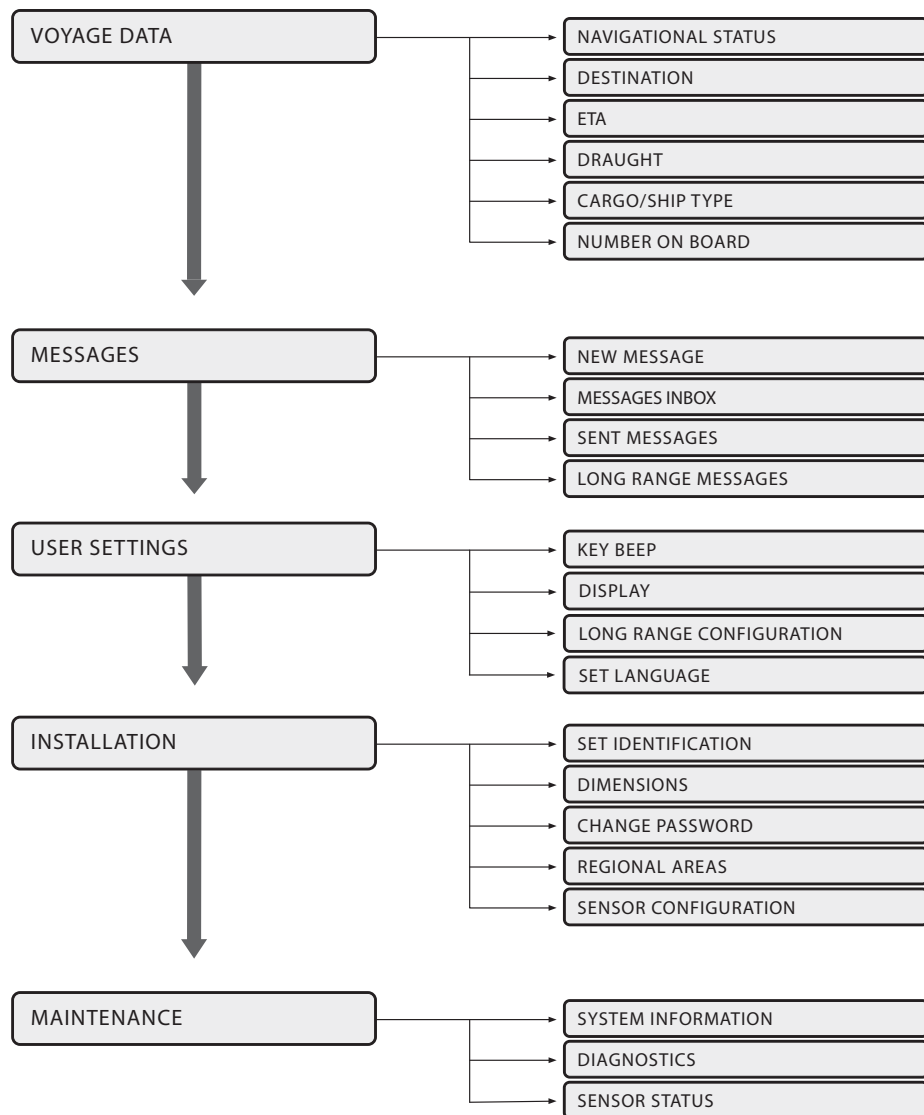 VOYAGE DATA
NAVIGATIONAL STATUS
DESTINATION
ETA
DRAUGHT
CARGO/SHIP TYPE
NUMBER ON BOARD
MESSAGES
NEW MESSAGE
MESSAGES INBOX
SENT MESSAGES
LONG RANGE MESSAGES
USER SETTINGS
KEY BEEP
DISPLAY
LONG RANGE CONFIGURATION
SET LANGUAGE
INSTALLATION
SET IDENTIFICATION
DIMENSIONS
CHANGE PASSWORD
REGIONAL AREAS
SENSOR CONFIGURATION
MAINTENANCE
SYSTEM INFORMATION
DIAGNOSTICS
SENSOR STATUS